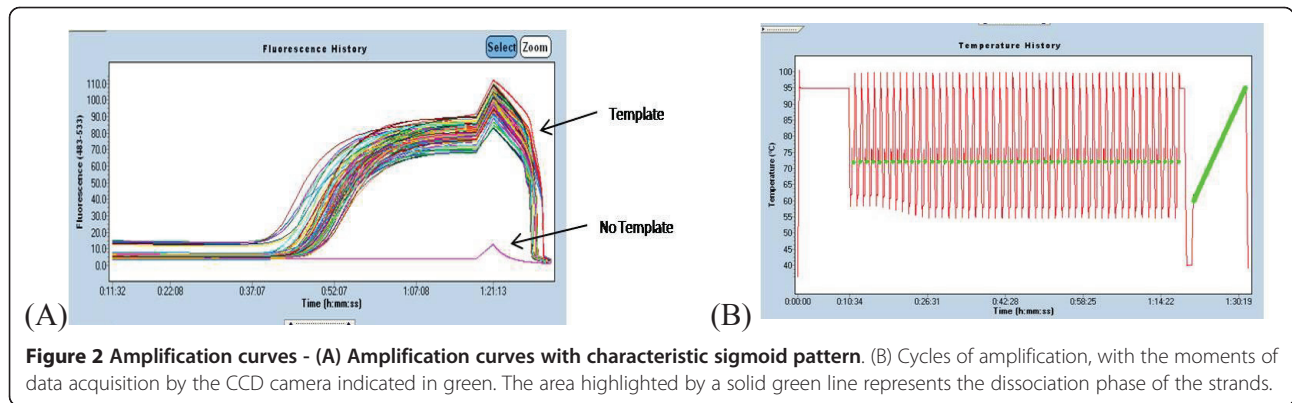 Fluorescence History
Select Zoom
Fluorescence (483-533)
110.0
100.0
90.0
80.0
70.0
60.0
50.0
40.0
30.0
20.0
10.0
0.0
Template
No Template
0:11:32 0:22:08 0:37:07 0:52:07 1:07:08 1:21:13
Time (h:mm:ss)
(A)
Temperature History
Temperature (°C)
100
95
90
85
80
75
70
65
60
55
50
45
40
0:00:00 0:10:34 0:26:31 0:42:28 0:58:25 1:14:22 1:30:19
Time (h:mm:ss)
(B)
Figure 2 Amplification curves - (A) Amplification curves with characteristic sigmoid pattern. (B) Cycles of amplification, with the moments of
data acquisition by the CCD camera indicated in green. The area highlighted by a solid green line represents the dissociation phase of the strands.